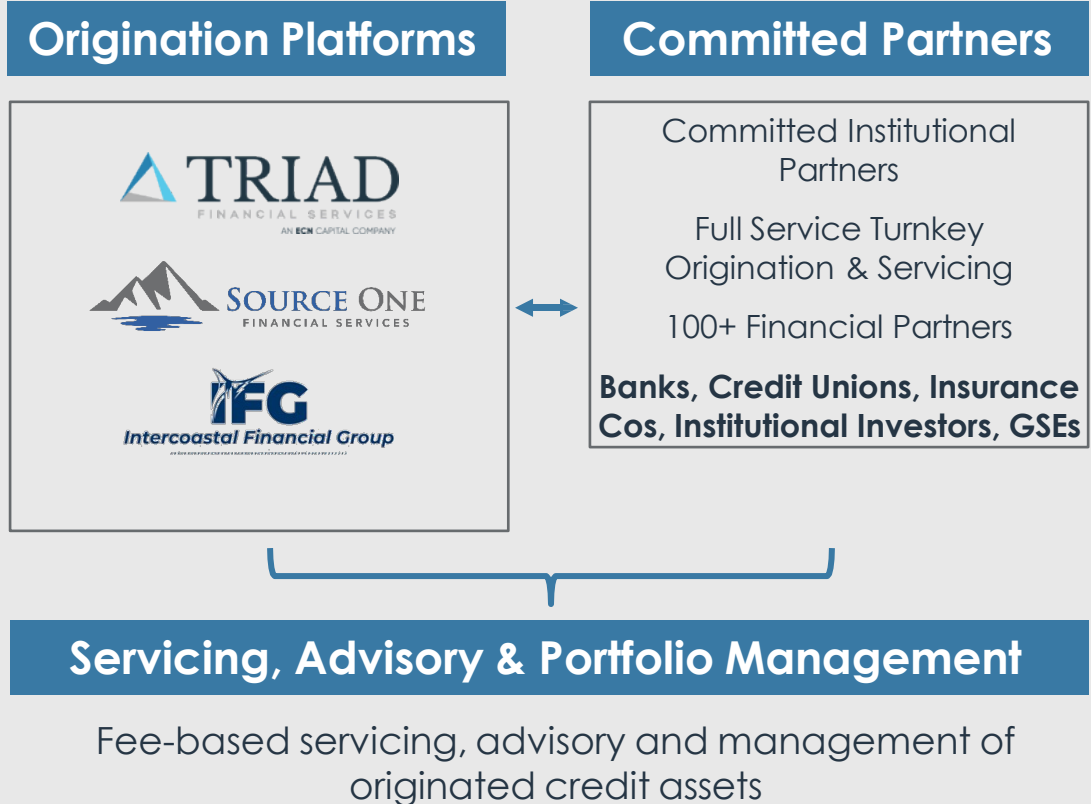 Origination Platforms
TRIAD
FINANCIAL SERVICES
AN ECN CAPITAL COMPANY
SOURCE ONE
FINANCIAL SERVICES
IFG
Intercoastal Financial Group
Committed Partners
Committed Institutional
Partners
Full Service Turnkey
Origination & Servicing
100+ Financial Partners
Banks, Credit Unions, Insurance
Cos, Institutional Investors, GSEs
Servicing, Advisory & Portfolio Management
Fee-based servicing, advisory and management of
originated credit assets